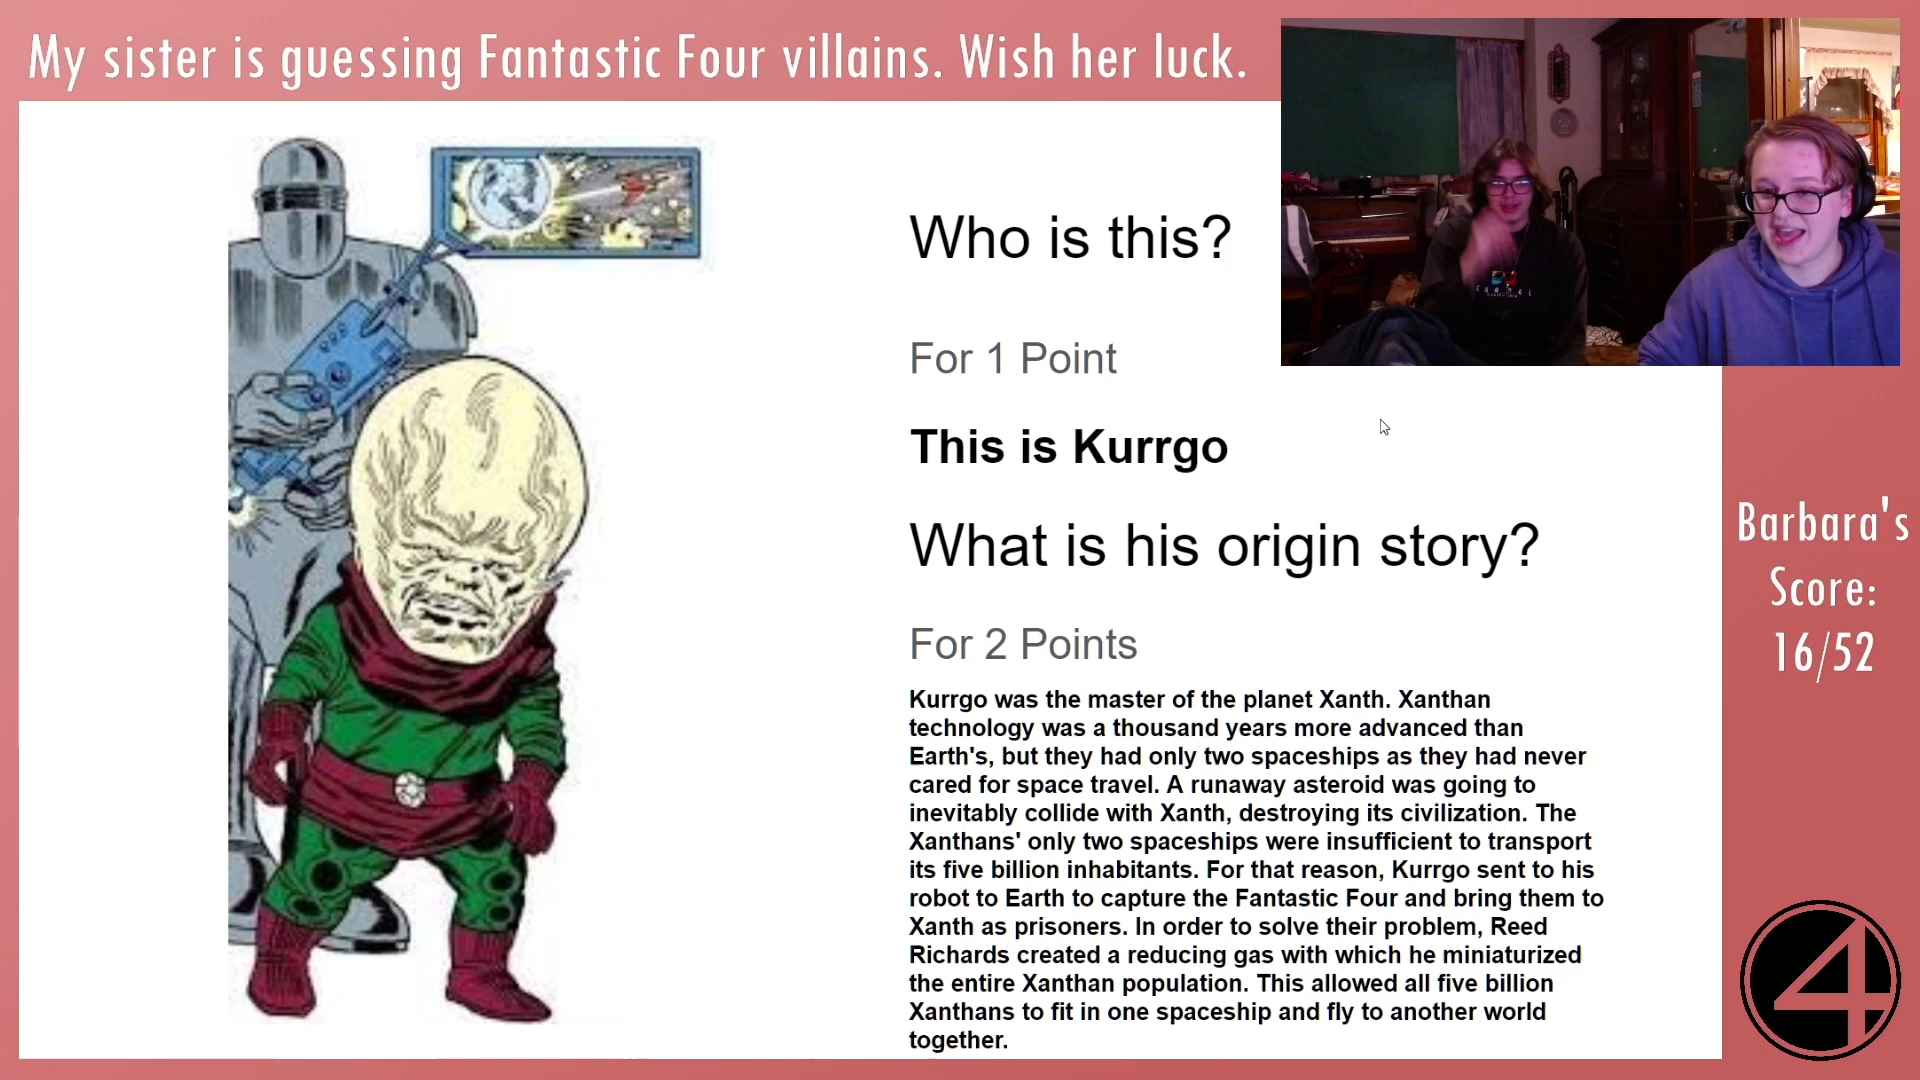 My sister is guessing Fantastic Four villains. Wish her luck.
Who is this?
For 1 Point
This is Kurrgo
What is his origin story?
For 2 Points
Kurrgo was the master of the planet Xanth. Xanthan
technology was a thousand years more advanced than
Earth's, but they had only two spaceships as they had never
cared for space travel. A runaway asteroid was going to
inevitably collide with Xanth, destroying its civilization. The
Xanthans' only two spaceships were insufficient to transport
its five billion inhabitants. For that reason, Kurrgo sent to his
robot to Earth to capture the Fantastic Four and bring them to
Xanth as prisoners. In order to solve their problem, Reed
Richards created a reducing gas with which he miniaturized
the entire Xanthan population. This allowed all five billion
Xanthans to fit in one spaceship and fly to another world
together.
Barbara's
Score:
16/52
4